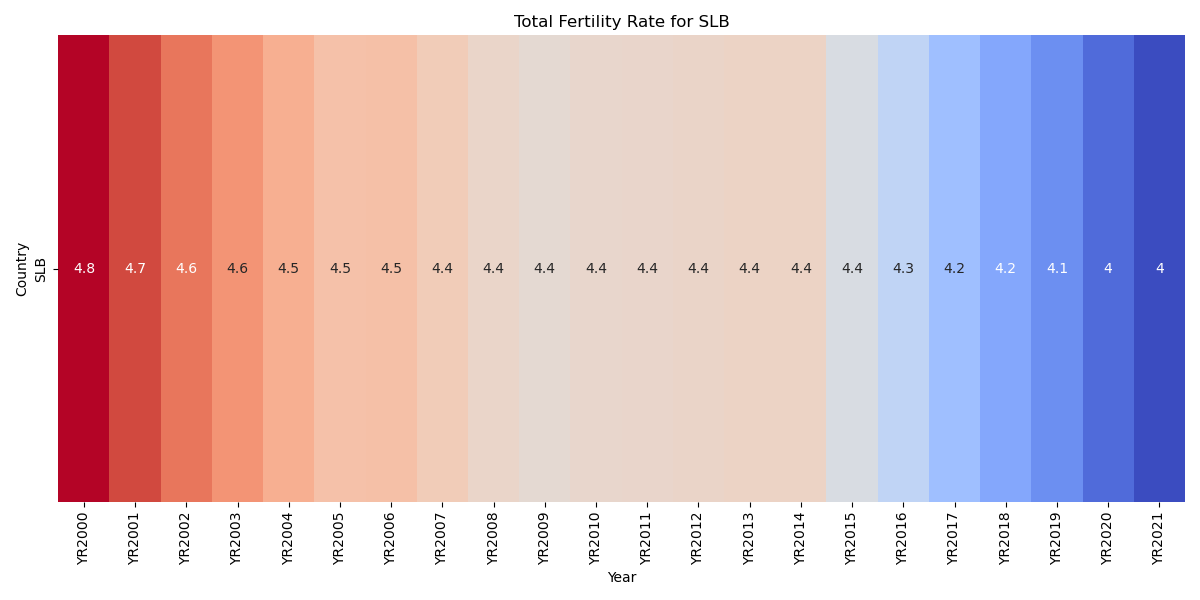 Total Fertility Rate for SLB
Country
SLB
4.8 4.7 4.6 4.6 4.5 4.5 4.5 4.4 4.4 4.4 4.4 4.4 4.4 4.4 4.4 4.4 4.3 4.2 4.2 4.1 4 4
YR2000 YR2001 YR2002 YR2003 YR2004 YR2005 YR2006 YR2007 YR2008 YR2009 YR2010 YR2011 YR2012 YR2013 YR2014 YR2015 YR2016 YR2017 YR2018 YR2019 YR2020 YR2021
Year